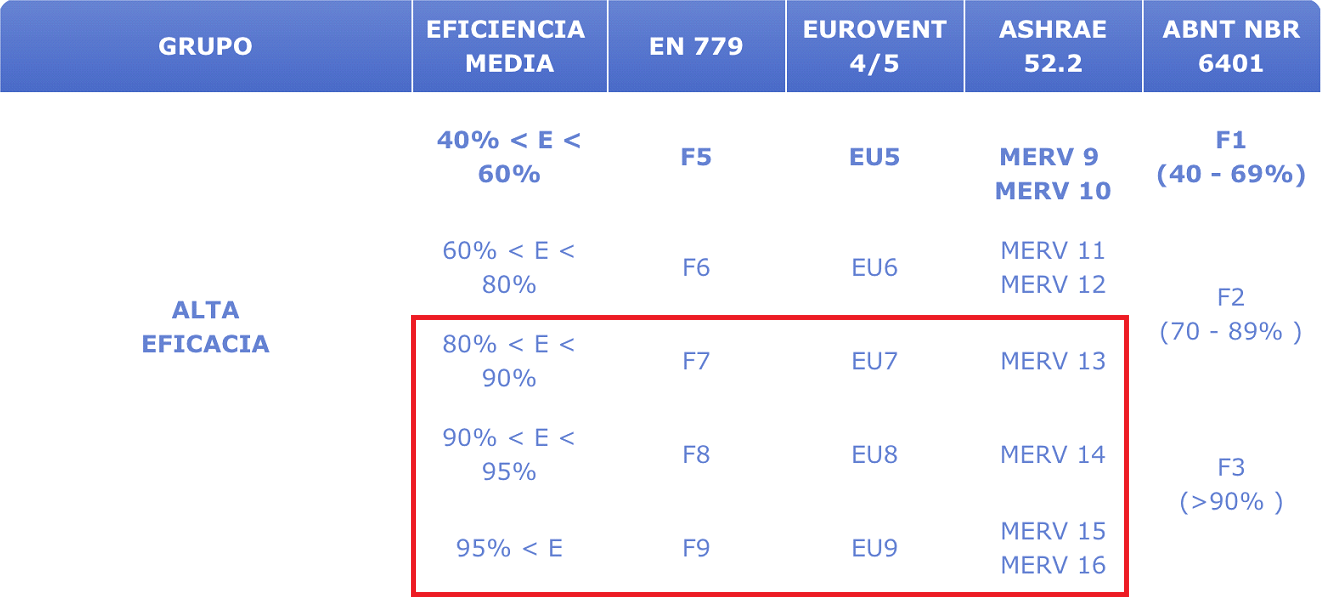 GRUPO
EFICIENCIA
MEDIA
EN 779
EUROVENT
4/5
ASHRAE
52.2
ABNT NBR
6401
ALTA
EFICACIA
40% < E <
60%
F5
EU5
MERV 9
MERV 10
F1
(40 - 69%)
60% < E <
80%
F6
EU6
MERV 11
MERV 12
F2
(70 - 89% )
80% < E <
90%
F7
EU7
MERV 13
90% < E <
95%
F8
EU8
MERV 14
F3
(>90% )
95% < E
F9
EU9
MERV 15
MERV 16